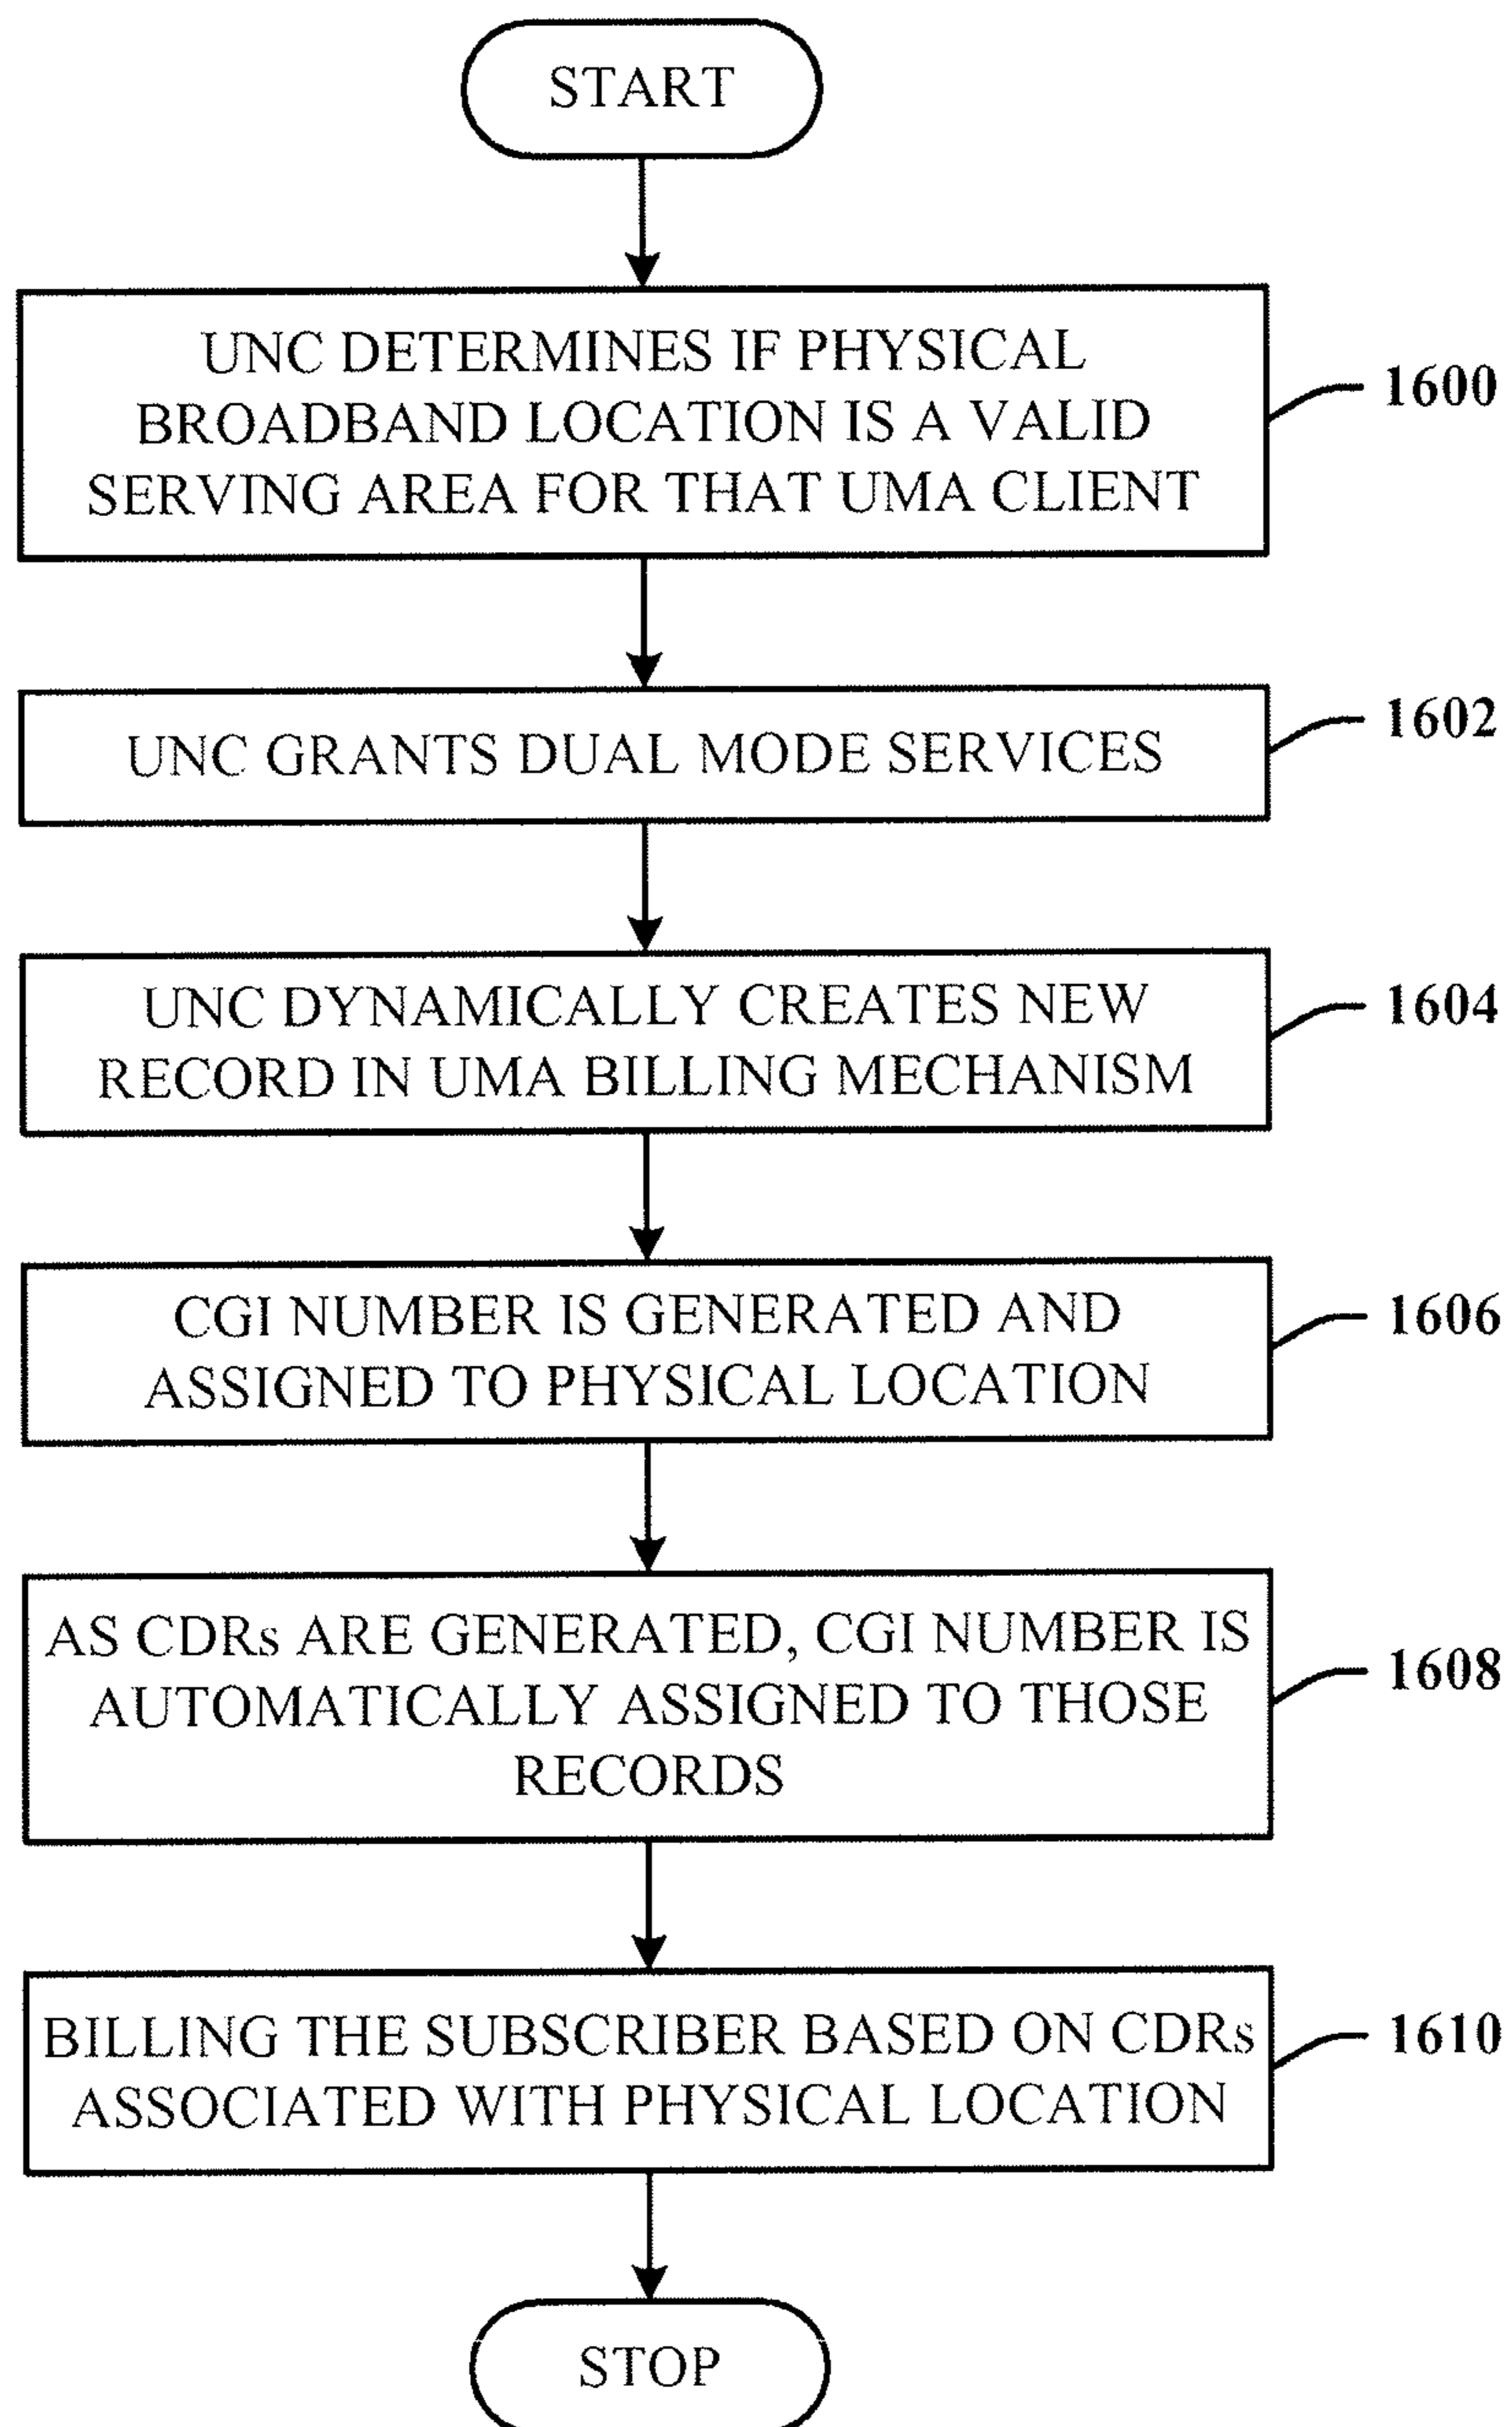 START
UNC DETERMINES IF PHYSICAL
BROADBAND LOCATION IS A VALID
SERVING AREA FOR THAT UMA CLIENT
1600
UNC GRANTS DUAL MODE SERVICES
1602
UNC DYNAMICALLY CREATES NEW
RECORD IN UMA BILLING MECHANISM
1604
CGI NUMBER IS GENERATED AND
ASSIGNED TO PHYSICAL LOCATION
1606
AS CDRs ARE GENERATED, CGI NUMBER IS
AUTOMATICALLY ASSIGNED TO THOSE
RECORDS
1608
BILLING THE SUBSCRIBER BASED ON CDRs
ASSOCIATED WITH PHYSICAL LOCATION
1610
STOP